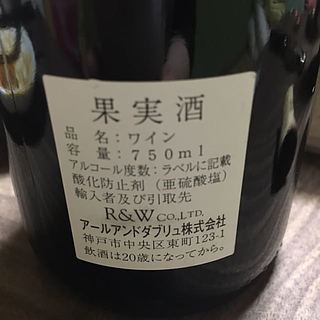 果実酒
品　名：ワイン
容　量：750ml
アルコール度数：ラベルに記載
酸化防止剤（亜硫酸塩）
輸入者及び引取先
R&W CO.,LTD.
アールアンドダブリュ株式会社
神戸市中央区東町123-1
飲酒は20歳になってから。